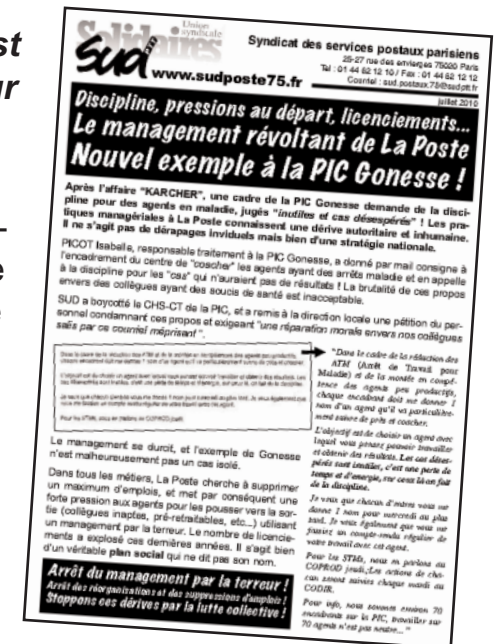 st
ur
e
Union
syndicale
Solidaires
Sud
Syndicat des services postaux parisiens
25-27 rue des envierges 75020 Paris
Tel : 01 44 62 12 10 / Fax : 01 44 62 12 12
Courriel : sud.postaux.75@sudptt.fr
www.sudposte75.fr
juillet 2010
Discipline, pressions au départ, licenciements...
Le management révoltant de La Poste
Nouvel exemple à la PIC Gonesse !
Après l'affaire "KARCHER", une cadre de la PIC Gonesse demande de la disci-
pline pour des agents en maladie, jugés "inutiles et cas désespérés" ! Les pra-
tiques managériales à La Poste connaissent une dérive autoritaire et inhumaine.
Il ne s'agit pas de dérapages inviduels mais bien d'une stratégie nationale.
PICOT Isabelle, responsable traitement à la PIC Gonesse, a donné par mail consigne à
l'encadrement du centre de "coscher" les agents ayant des arrêts maladie et en appelle
à la discipline pour les "cas" qui n'auraient pas de résultats ! La brutalité de ces propos
envers des collègues ayant des soucis de santé est inacceptable.
SUD a boycotté le CHS-CT de la PIC, et a remis à la direction locale une pétition du per-
sonnel condamnant ces propos et exigeant "une réparation morale envers nos collègues
salis par ce courriel méprisant".
"Dans le cadre de la réduction des
ATM (Arrêt de Travail pour
Maladie) et de la montée en compé-
tence des agents peu productifs,
chaque encadrant doit me donner 1
nom d'un agent qu'il va particulière-
ment suivre de près et coacher.
L'objectif est de choisir un agent avec
lequel vous pensez pouvoir travailler
et obtenir des résultats. Les cas déses-
pérés sont inutiles, c'est une perte de
temps et d'énergie, sur ceux là on fait
de la discipline.
Je veux que chacun d'entre vous me
donne 1 nom pour mercredi au plus
tard. Je veux également que vous me
fassiez un compte-rendu régulier de
votre travail avec cet agent.
Pour les STMs, nous en parlons au
COPROD jeudi. Les actions de cha-
cun seront suivies chaque mardi au
CODIR.
Pour info, nous sommes environ 70
encadrants sur la PIC, travailler sur
70 agents n'est pas neutre..."
Le management se durcit, et l'exemple de Gonesse
n'est malheureusement pas un cas isolé.
Dans tous les métiers, La Poste cherche à supprimer
un maximum d'emplois, et met par conséquent une
forte pression aux agents pour les pousser vers la sor-
tie (collègues inaptes, pré-retraitables, etc...) utilisant
un management par la terreur. Le nombre de licencie-
ments a explosé ces dernières années. Il s'agit bien
d'un véritable plan social qui ne dit pas son nom.
Arrêt du management par la terreur !
Arrêt des réorganisations et des suppressions d'emplois !
Stoppons ces dérives par la lutte collective !